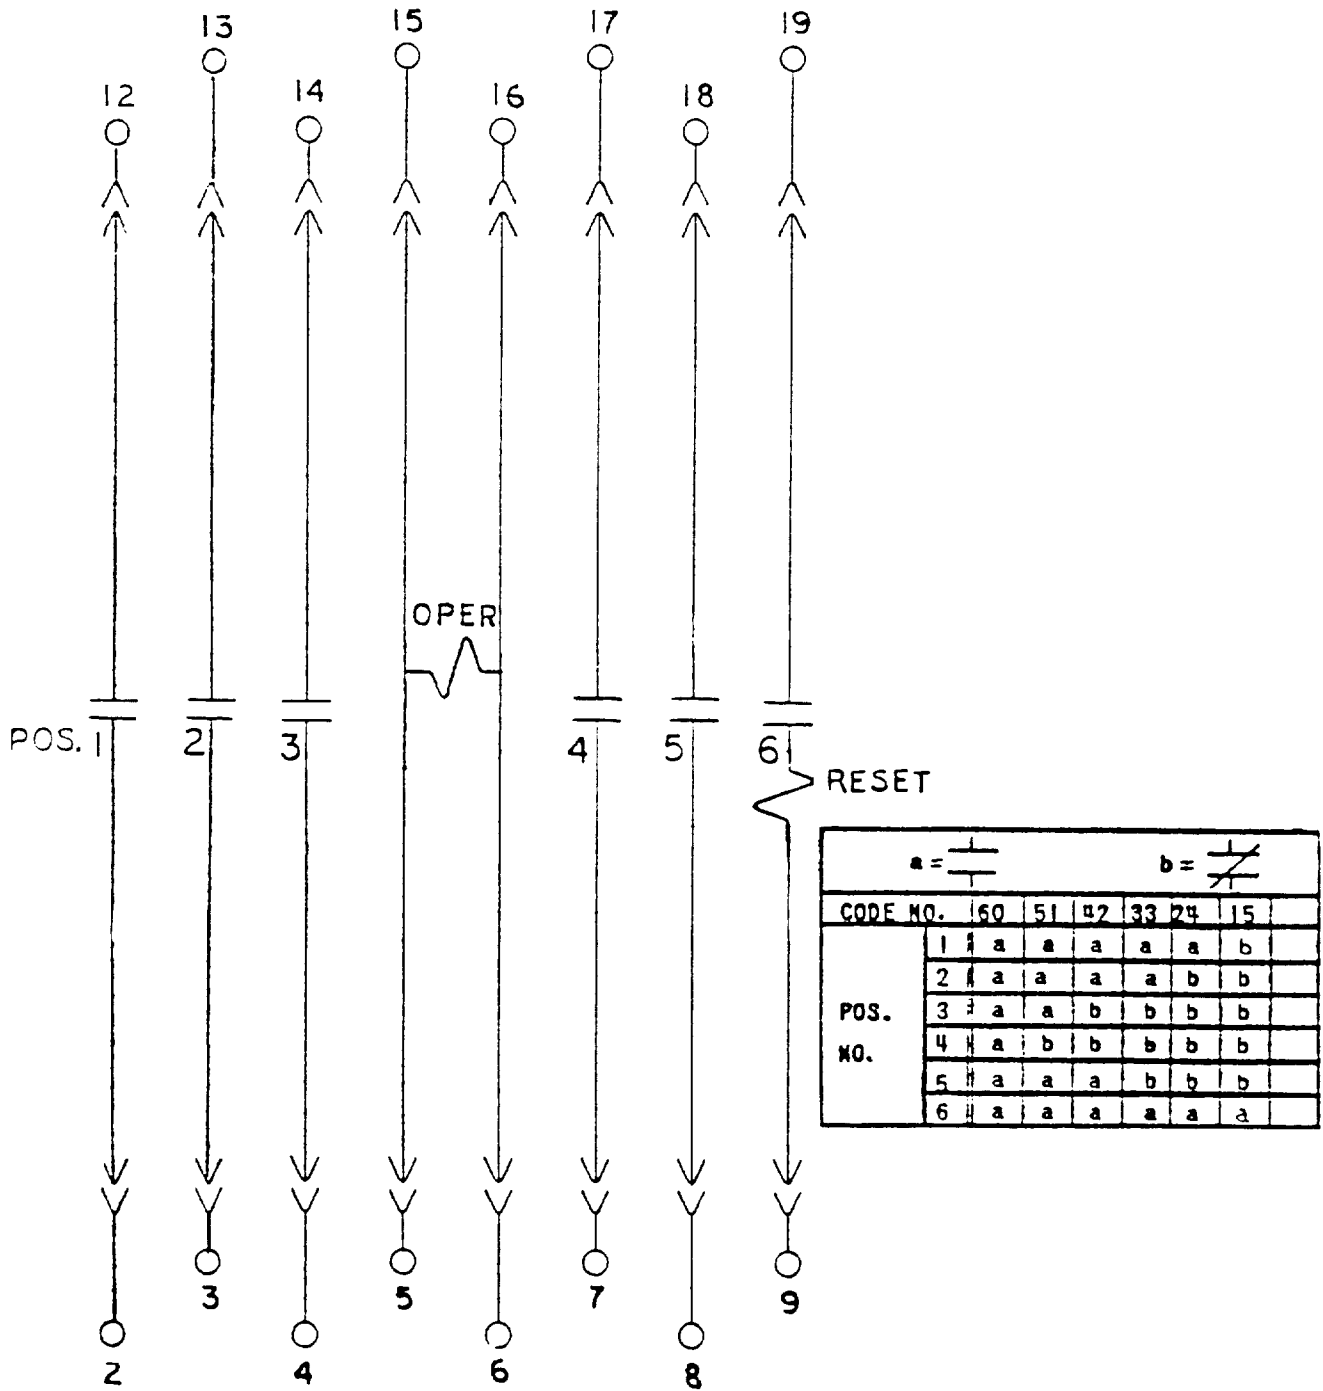 13 15 17 19
12 14 16 18
OPER
POS. 1 2 3 4 5 6
RESET
a = b =
CODE NO. 60 51 42 33 24 15
1 a a a a a b
2 a a a a b b
POS. 3 a a b b b b
NO. 4 a b b b b b
5 a a a b b b
6 a a a a a a
3 5 7 9
2 4 6 8